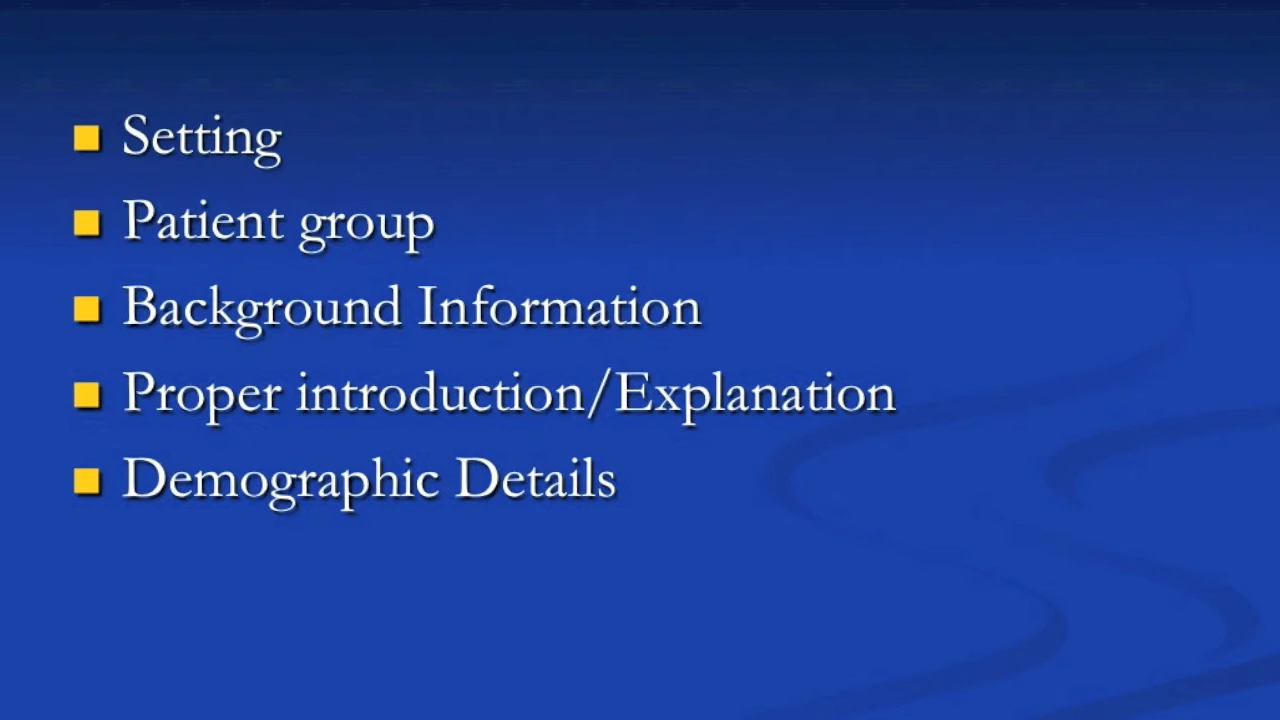 Setting
Patient group
Background Information
Proper introduction/Explanation
Demographic Details